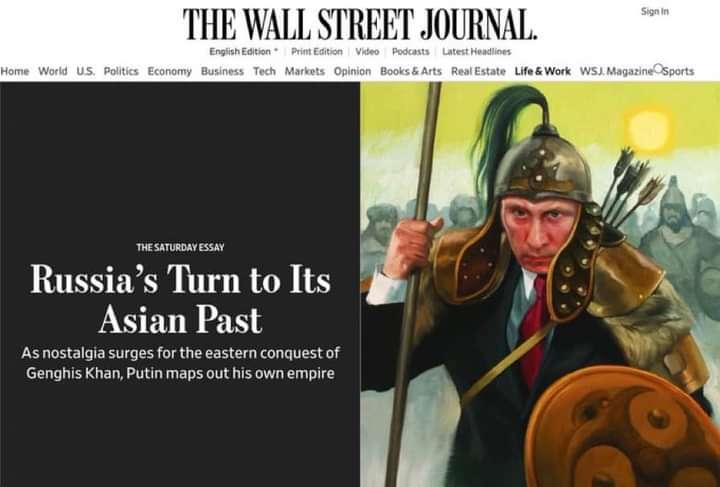 THE WALL STREET JOURNAL.
Sign In
English Edition Print Edition Video Podcasts Latest Headlines
Home World U.S. Politics Economy Business Tech Markets Opinion Books & Arts Real Estate Life & Work WSJ. Magazine Sports
THE SATURDAY ESSAY
Russia's Turn to Its
Asian Past
As nostalgia surges for the eastern conquest of
Genghis Khan, Putin maps out his own empire